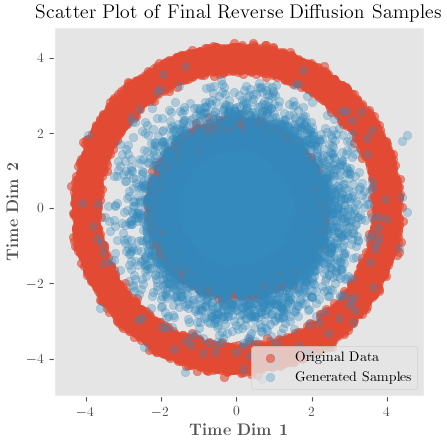 Scatter Plot of Final Reverse Diffusion Samples
Time Dim 2
4
2
0
−2
−4
−4 −2 0 2 4
Time Dim 1
Original Data
Generated Samples